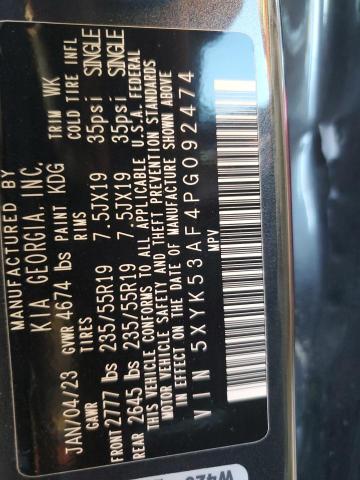 MANUFACTURED BY
KIA GEORGIA, INC.
JAN/04/23 GVWR 4674 lbs PAINT KDG TRIM WK
GAWR TIRES RIMS COLD TIRE INFL
FRONT 2777 lbs 235/55R19 7.5JX19 35psi SINGLE
REAR 2645 lbs 235/55R19 7.5JX19 35psi SINGLE
THIS VEHICLE CONFORMS TO ALL APPLICABLE U.S.A. FEDERAL
MOTOR VEHICLE SAFETY AND THEFT PREVENTION STANDARDS
IN EFFECT ON THE DATE OF MANUFACTURE SHOWN ABOVE
VIN 5XYK53AF4PG092474
MPV